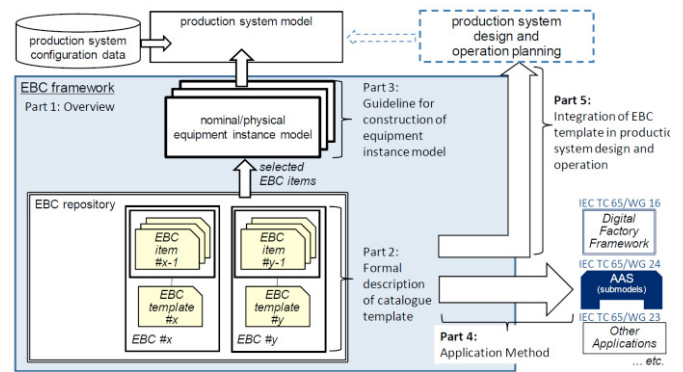 production system
configuration data
production system model
production system
design and
operation planning
EBC framework
Part 1: Overview
nominal/physical
equipment instance model
Part 3:
Guideline for
construction of
equipment
instance model
Part 5:
Integration of EBC
template in productic
system design and
operation
selected
EBC items
EBC repository
EBC
item
#x-1
EBC
template
#x
EBC #x
EBC
item
#y-1
EBC
template
#y
EBC #y
Part 2:
Formal
description
of catalogue
template
Part 4:
Application Method
IEC TC 65/WG 16
Digital
Factory
Framework
IEC TC 65/WG 24
AAS
(submodels)
IEC TC 65/WG 23
Other
Applications
... etc.